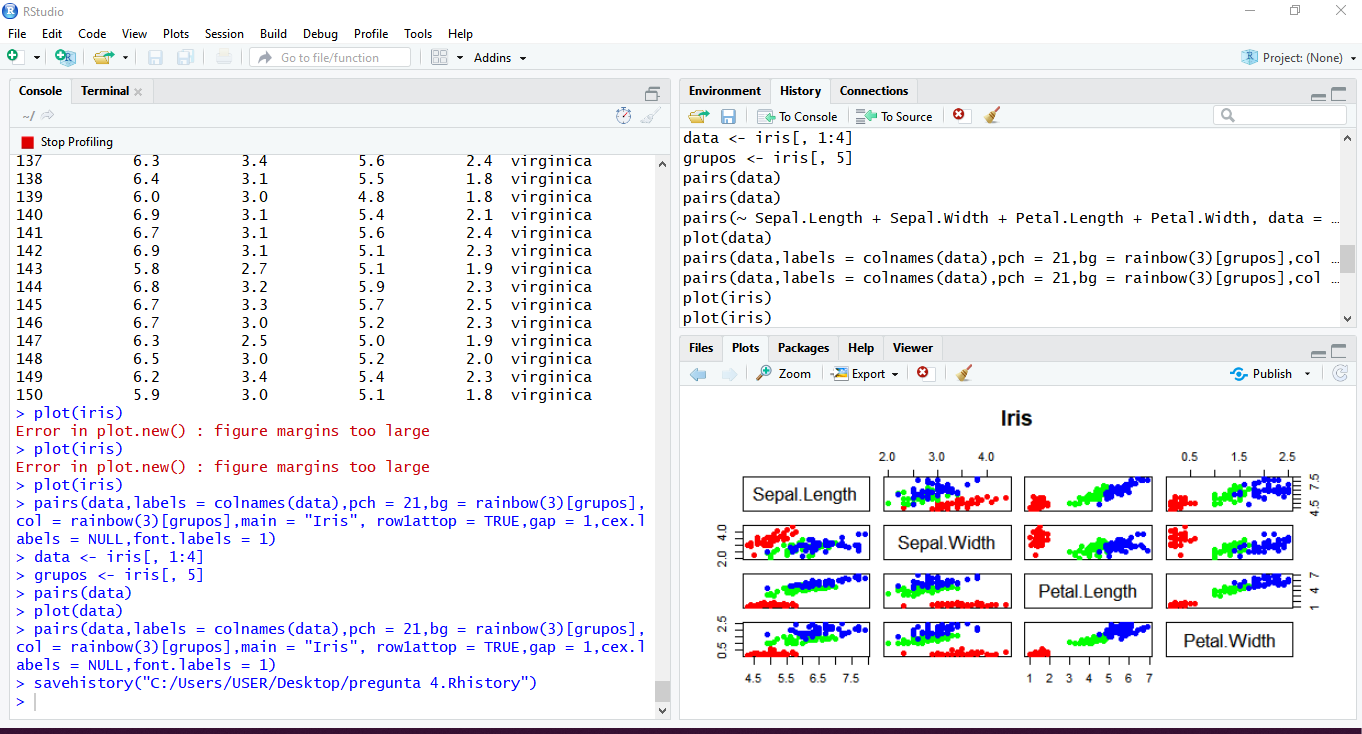 RStudio
File Edit Code View Plots Session Build Debug Profile Tools Help
Go to file/function Addins Project: (None)
Console Terminal
~/
Stop Profiling
137 6.3 3.4 5.6 2.4 virginica
138 6.4 3.1 5.5 1.8 virginica
139 6.0 3.0 4.8 1.8 virginica
140 6.9 3.1 5.4 2.1 virginica
141 6.7 3.1 5.6 2.4 virginica
142 6.9 3.1 5.1 2.3 virginica
143 5.8 2.7 5.1 1.9 virginica
144 6.8 3.2 5.9 2.3 virginica
145 6.7 3.3 5.7 2.5 virginica
146 6.7 3.0 5.2 2.3 virginica
147 6.3 2.5 5.0 1.9 virginica
148 6.5 3.0 5.2 2.0 virginica
149 6.2 3.4 5.4 2.3 virginica
150 5.9 3.0 5.1 1.8 virginica
> plot(iris)
Error in plot.new() : figure margins too large
> plot(iris)
Error in plot.new() : figure margins too large
> plot(iris)
> pairs(data,labels = colnames(data),pch = 21,bg = rainbow(3)[grupos],
col = rainbow(3)[grupos],main = "Iris", row1attop = TRUE,gap = 1,cex.l
abels = NULL,font.labels = 1)
> data <- iris[, 1:4]
> grupos <- iris[, 5]
> pairs(data)
> plot(data)
> pairs(data,labels = colnames(data),pch = 21,bg = rainbow(3)[grupos],
col = rainbow(3)[grupos],main = "Iris", row1attop = TRUE,gap = 1,cex.l
abels = NULL,font.labels = 1)
> savehistory("C:/Users/USER/Desktop/pregunta 4.Rhistory")
>
Environment History Connections
To Console To Source
data <- iris[, 1:4]
grupos <- iris[, 5]
pairs(data)
pairs(data)
pairs(~ Sepal.Length + Sepal.Width + Petal.Length + Petal.Width, data = …
plot(data)
pairs(data,labels = colnames(data),pch = 21,bg = rainbow(3)[grupos],col …
pairs(data,labels = colnames(data),pch = 21,bg = rainbow(3)[grupos],col …
plot(iris)
plot(iris)
Files Plots Packages Help Viewer
Zoom Export Publish
Iris
2.0 3.0 4.0 0.5 1.5 2.5
Sepal.Length 4.5 7.5
2.0 4.0 Sepal.Width
Petal.Length 1 4 7
0.5 2.5 Petal.Width
4.5 5.5 6.5 7.5 1 2 3 4 5 6 7